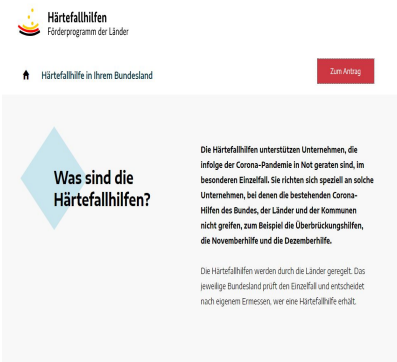 Härtefallhilfen
Förderprogramm der Länder
Härtefallhilfe in Ihrem Bundesland
Zum Antrag
Was sind die
Härtefallhilfen?
Die Härtefallhilfen unterstützen Unternehmen, die
infolge der Corona-Pandemie in Not geraten sind, im
besonderen Einzelfall. Sie richten sich speziell an solche
Unternehmen, bei denen die bestehenden Corona-
Hilfen des Bundes, der Länder und der Kommunen
nicht greifen, zum Beispiel die Überbrückungshilfen,
die Novemberhilfe und die Dezemberhilfe.
Die Härtefallhilfen werden durch die Länder geregelt. Das
jeweilige Bundesland prüft den Einzelfall und entscheidet
nach eigenem Ermessen, wer eine Härtefallhilfe erhält.